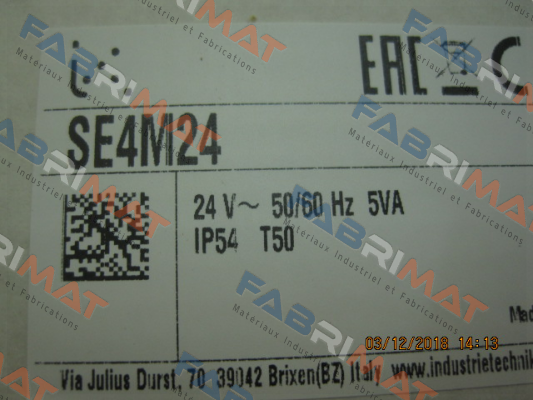 EAC
SE4M24
24 V~ 50/60 Hz 5VA
IP54 T50
Made
03/12/2018 14:13
Via Julius Durst, 70-39042 Brixen(BZ) Italy www.industrietechnik
FABRIMAT
Materiaux Industriel et Fabrications